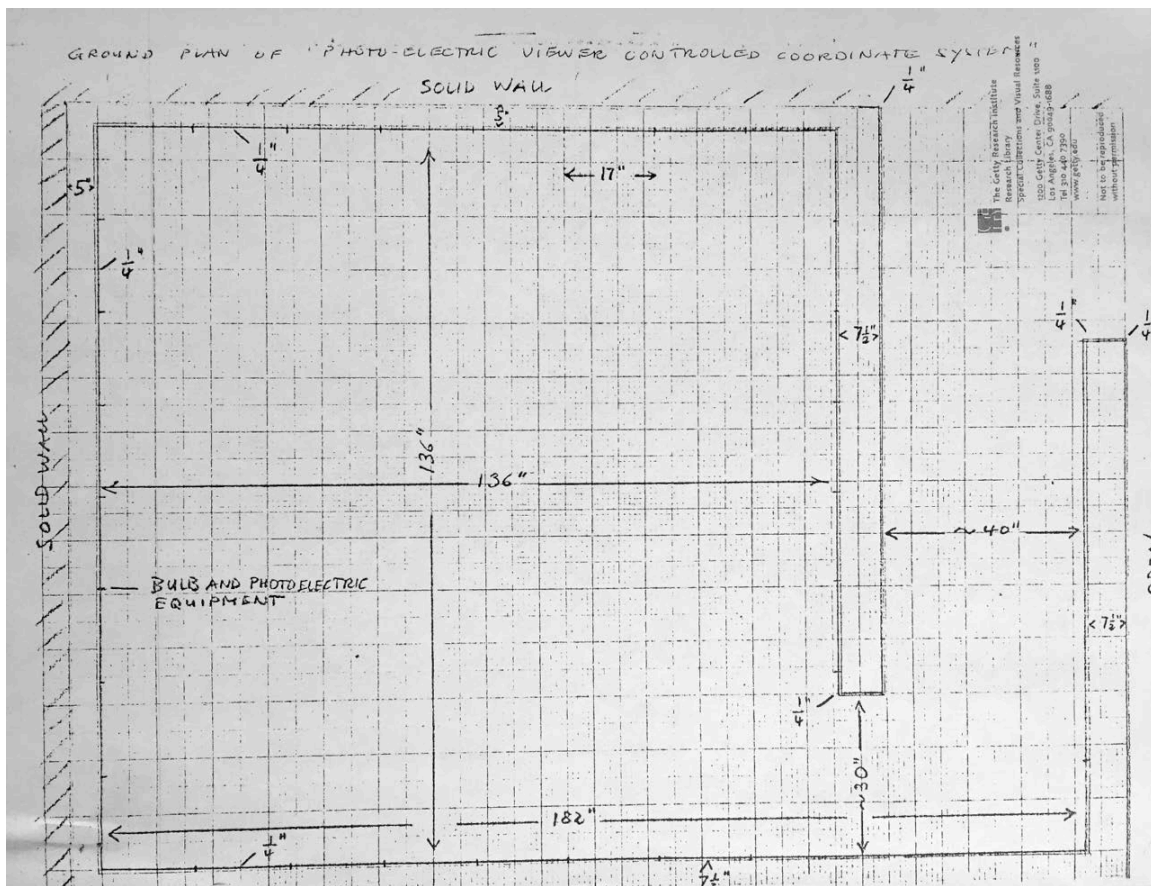 GROUND PLAN OF "PHOTO-ELECTRIC VIEWER CONTROLLED COORDINATE SYSTEM"
SOLID WALL
1/4"
The Getty Research Institute
Research Library
Special Collections and Visual Resources
1200 Getty Center Drive, Suite 1100
Los Angeles, CA 90049-1688
Tel 310 440 7390
www.getty.edu
Not to be reproduced
without permission
5"
1/4"
17"
5"
136"
1/4"
7 1/2"
1/4"
1/4
SOLID WALL
136"
~40"
BULB AND PHOTOELECTRIC
EQUIPMENT
<7 1/2">
1/4"
~30"
182"
1/4"
7 1/2"